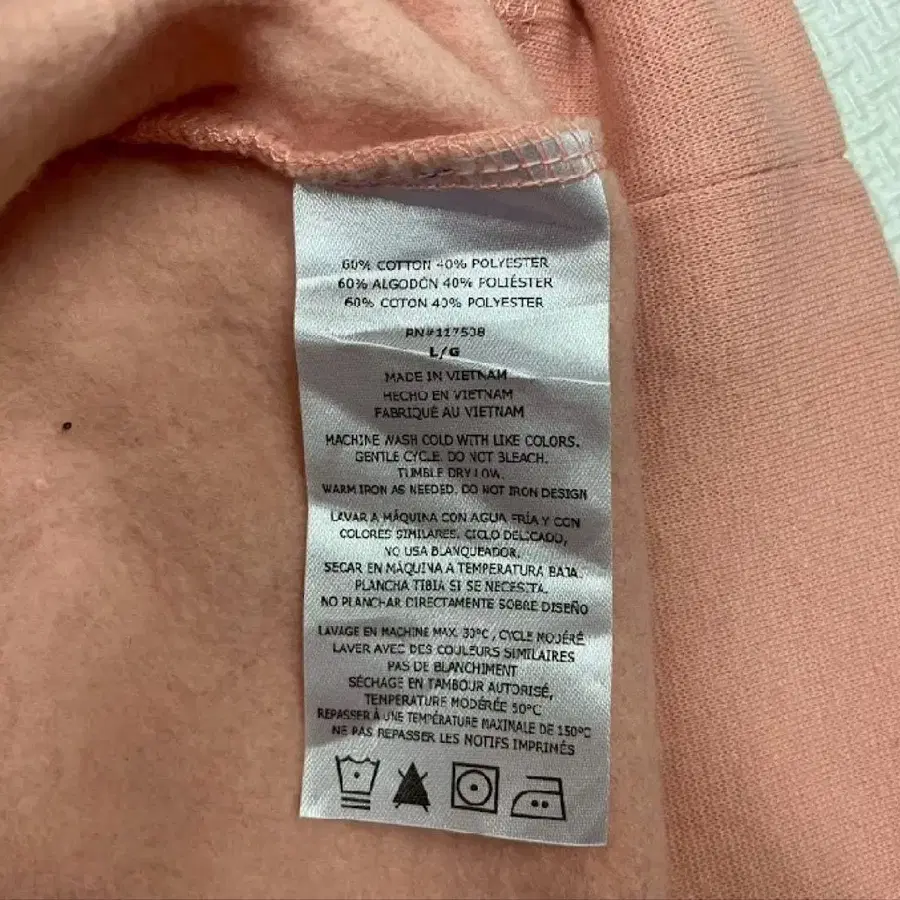 60% COTTON 40% POLYESTER
60% ALGODÓN 40% POLIÉSTER
60% COTON 40% POLYESTER
RN#117508
L/G
MADE IN VIETNAM
HECHO EN VIETNAM
FABRIQUÉ AU VIETNAM
MACHINE WASH COLD WITH LIKE COLORS.
GENTLE CYCLE. DO NOT BLEACH.
TUMBLE DRY LOW.
WARM IRON AS NEEDED. DO NOT IRON DESIGN
LAVAR A MÁQUINA CON AGUA FRÍA Y CON
COLORES SIMILARES. CICLO DELICADO,
NO USA BLANQUEADOR.
SECAR EN MÁQUINA A TEMPERATURA BAJA.
PLANCHA TIBIA SI SE NECESITA.
NO PLANCHAR DIRECTAMENTE SOBRE DISEÑO
LAVAGE EN MACHINE MAX. 30°C, CYCLE MODÉRÉ
LAVER AVEC DES COULEURS SIMILAIRES
PAS DE BLANCHIMENT
SÉCHAGE EN TAMBOUR AUTORISÉ,
TEMPÉRATURE MODÉRÉE 50°C
REPASSER À UNE TEMPÉRATURE MAXIMALE DE 150°C
NE PAS REPASSER LES MOTIFS IMPRIMÉS